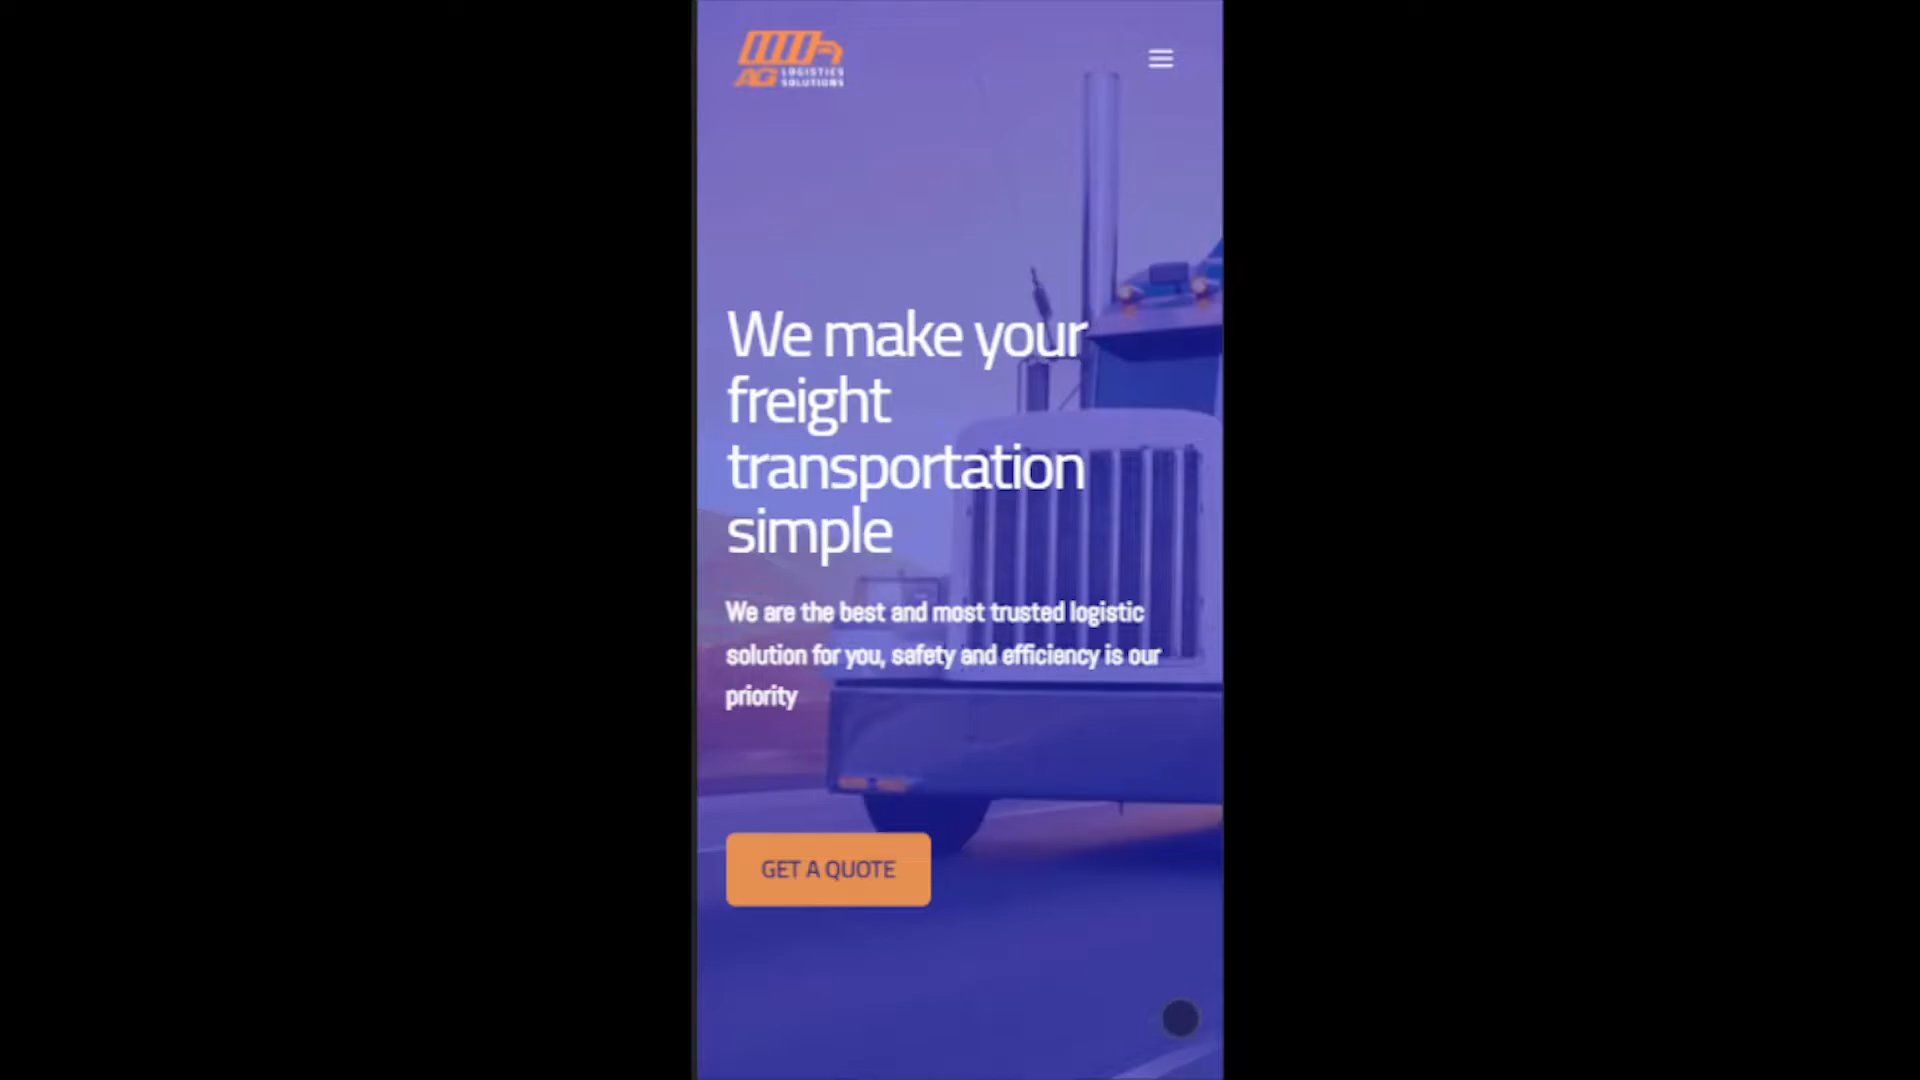 AG LOGISTICS
SOLUTIONS
We make your
freight
transportation
simple
We are the best and most trusted logistic
solution for you, safety and efficiency is our
priority
GET A QUOTE